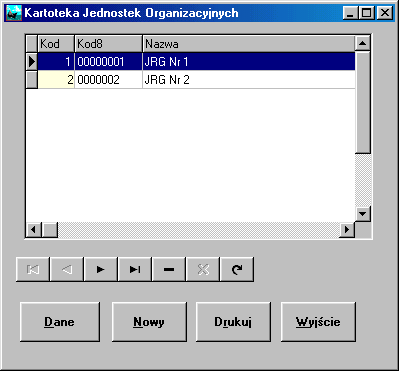 Kartoteka Jednostek Organizacyjnych
Kod Kod8 Nazwa
1 00000001 JRG Nr 1
2 0000002 JRG Nr 2
Dane Nowy Drukuj Wyjście